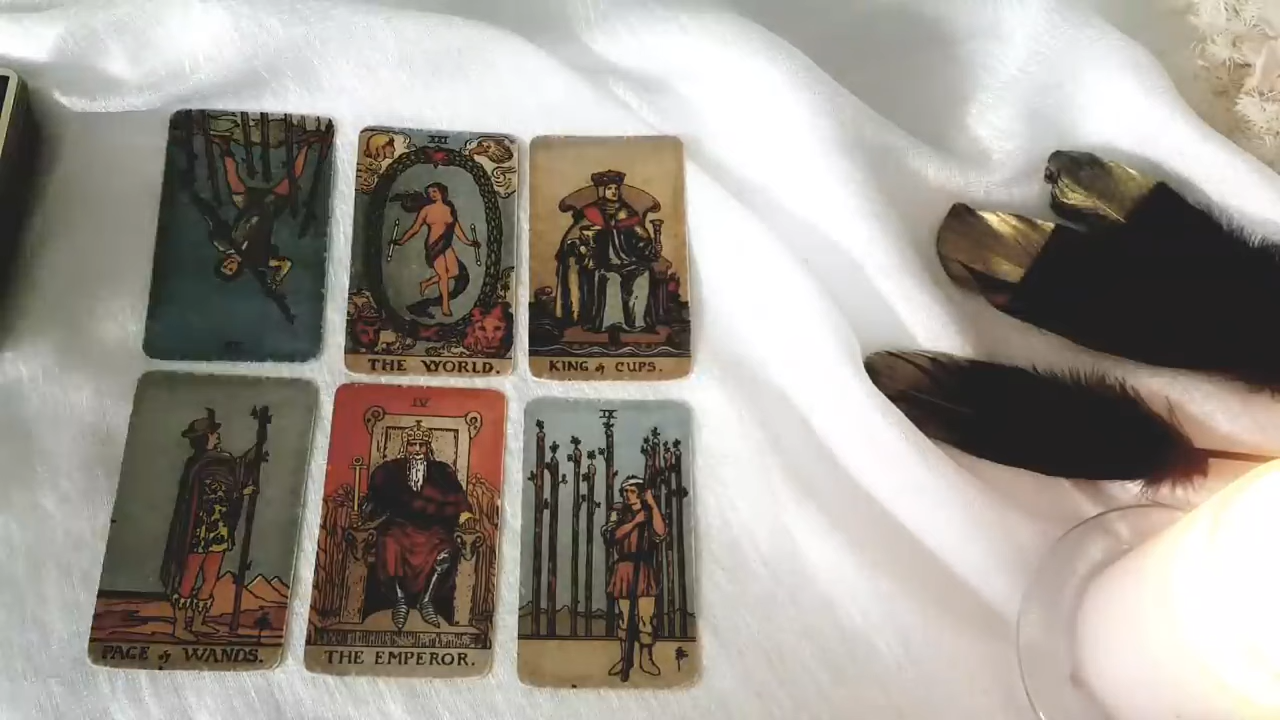 XXI
THE WORLD.
KING of CUPS.
PAGE of WANDS.
IV
THE EMPEROR.
IX